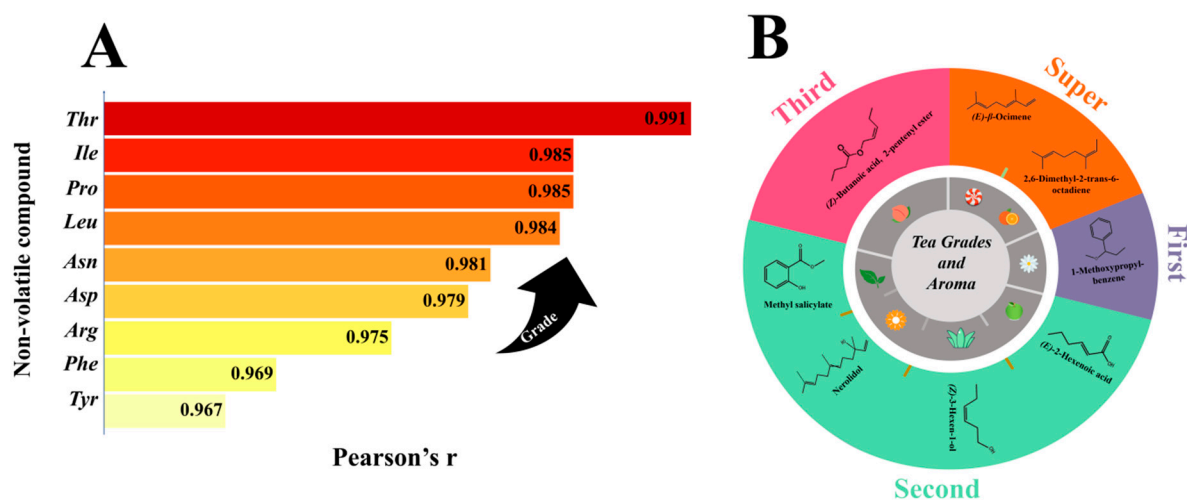 A
Non-volatile compound
Thr
0.991
Ile
0.985
Pro
0.985
Leu
0.984
Asn
0.981
Asp
0.979
Arg
0.975
Phe
0.969
Tyr
0.967
Grade
Pearson's r
B
Third
Super
First
Second
(E)-β-Ocimene
2,6-Dimethyl-2-trans-6-
octadiene
1-Methoxypropyl-
benzene
(E)-2-Hexenoic acid
(Z)-3-Hexen-1-ol
Nerolidol
Methyl salicylate
(Z)-Butanoic acid, 2-pentenyl ester
Tea Grades
and
Aroma
O
O
O
O
O
OH
O
OH